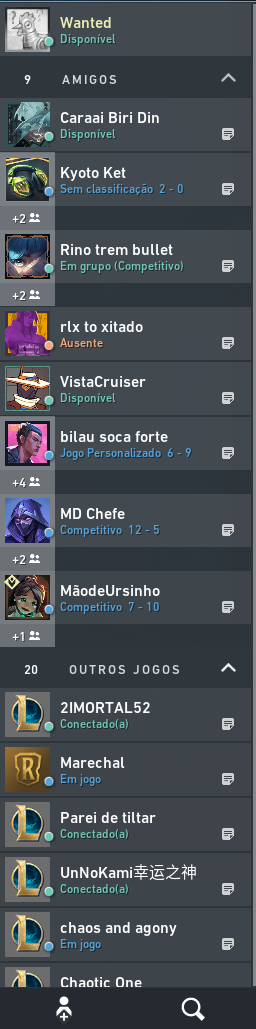 Wanted
Disponível
9 AMIGOS
Caraai Biri Din
Disponível
Kyoto Ket
Sem classificação 2 - 0
+2
Rino trem bullet
Em grupo (Competitivo)
+2
rlx to xitado
Ausente
VistaCruiser
Disponível
bilau soca forte
Jogo Personalizado 6 - 9
+4
MD Chefe
Competitivo 12 - 5
+2
MãodeUrsinho
Competitivo 7 - 10
+1
20 OUTROS JOGOS
2IMORTAL52
Conectado(a)
Marechal
Em jogo
Parei de tiltar
Conectado(a)
UnNoKami幸运之神
Conectado(a)
chaos and agony
Em jogo
Chaotic One